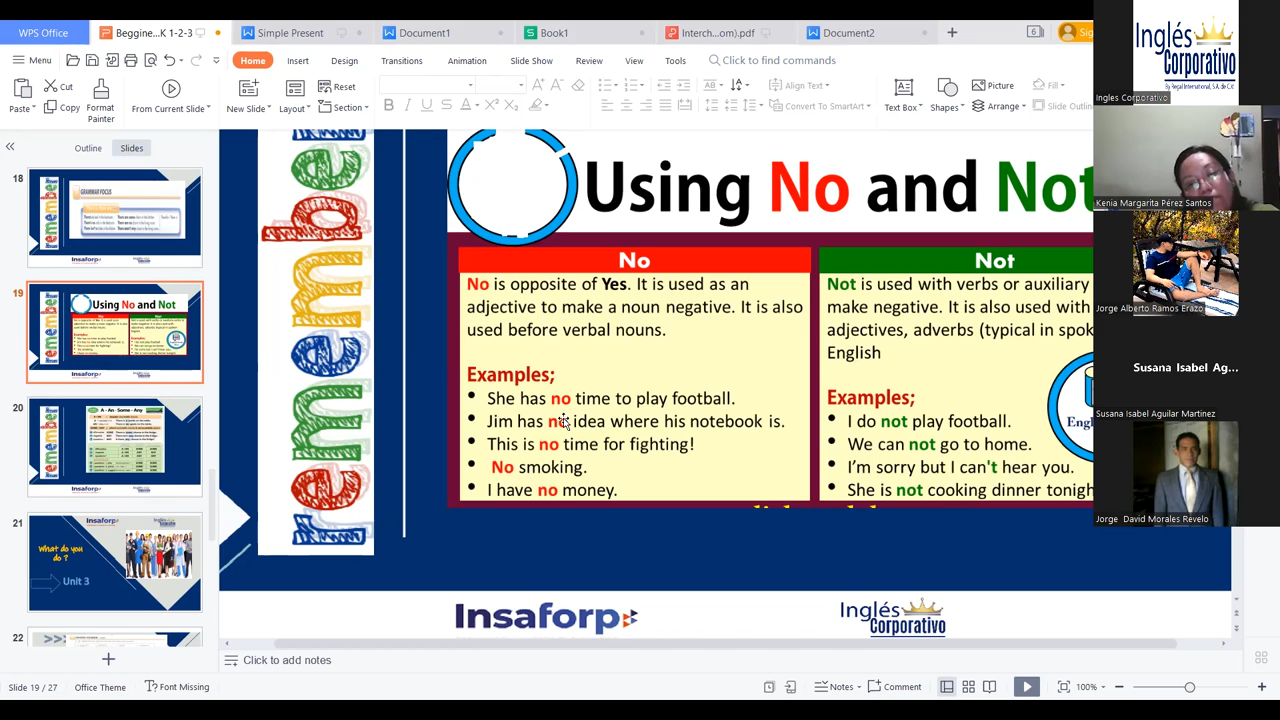 WPS Office
Beggine...K 1-2-3
Simple Present
Document1
Book1
Interch...om).pdf
Document2
Menu
Home
Insert
Design
Transitions
Animation
Slide Show
Review
View
Tools
Click to find commands
Paste
Cut
Copy
Format
Painter
From Current Slide
New Slide
Layout
Reset
Section
Align Text
Convert To SmartArt
Text Box
Shapes
Picture
Arrange
Fill
Slide Outlin
Outline
Slides
18
19
20
21
22
What do you
do ?
Unit 3
remember
Using No and Not
No
No is opposite of Yes. It is used as an
adjective to make a noun negative. It is also
used before verbal nouns.
Examples;
• She has no time to play football.
• Jim has no idea where his notebook is.
• This is no time for fighting!
• No smoking.
• I have no money.
Not
Not is used with verbs or auxiliary
make negative. It is also used with
adjectives, adverbs (typical in spok
English
Examples;
• I do not play football.
• We can not go to home.
• I'm sorry but I can't hear you.
• She is not cooking dinner tonigh
Engl
Insaforp
Inglés
Corporativo
Click to add notes
Slide 19 / 27
Office Theme
Font Missing
Notes
Comment
100%
Inglés
Corporativo
By Regal International, S.A. de C.V.
Ingles Corporativo
Kenia Margarita Pérez Santos
Jorge Alberto Ramos Erazo
Susana Isabel Ag...
Susana Isabel Aguilar Martinez
Jorge David Morales Revelo